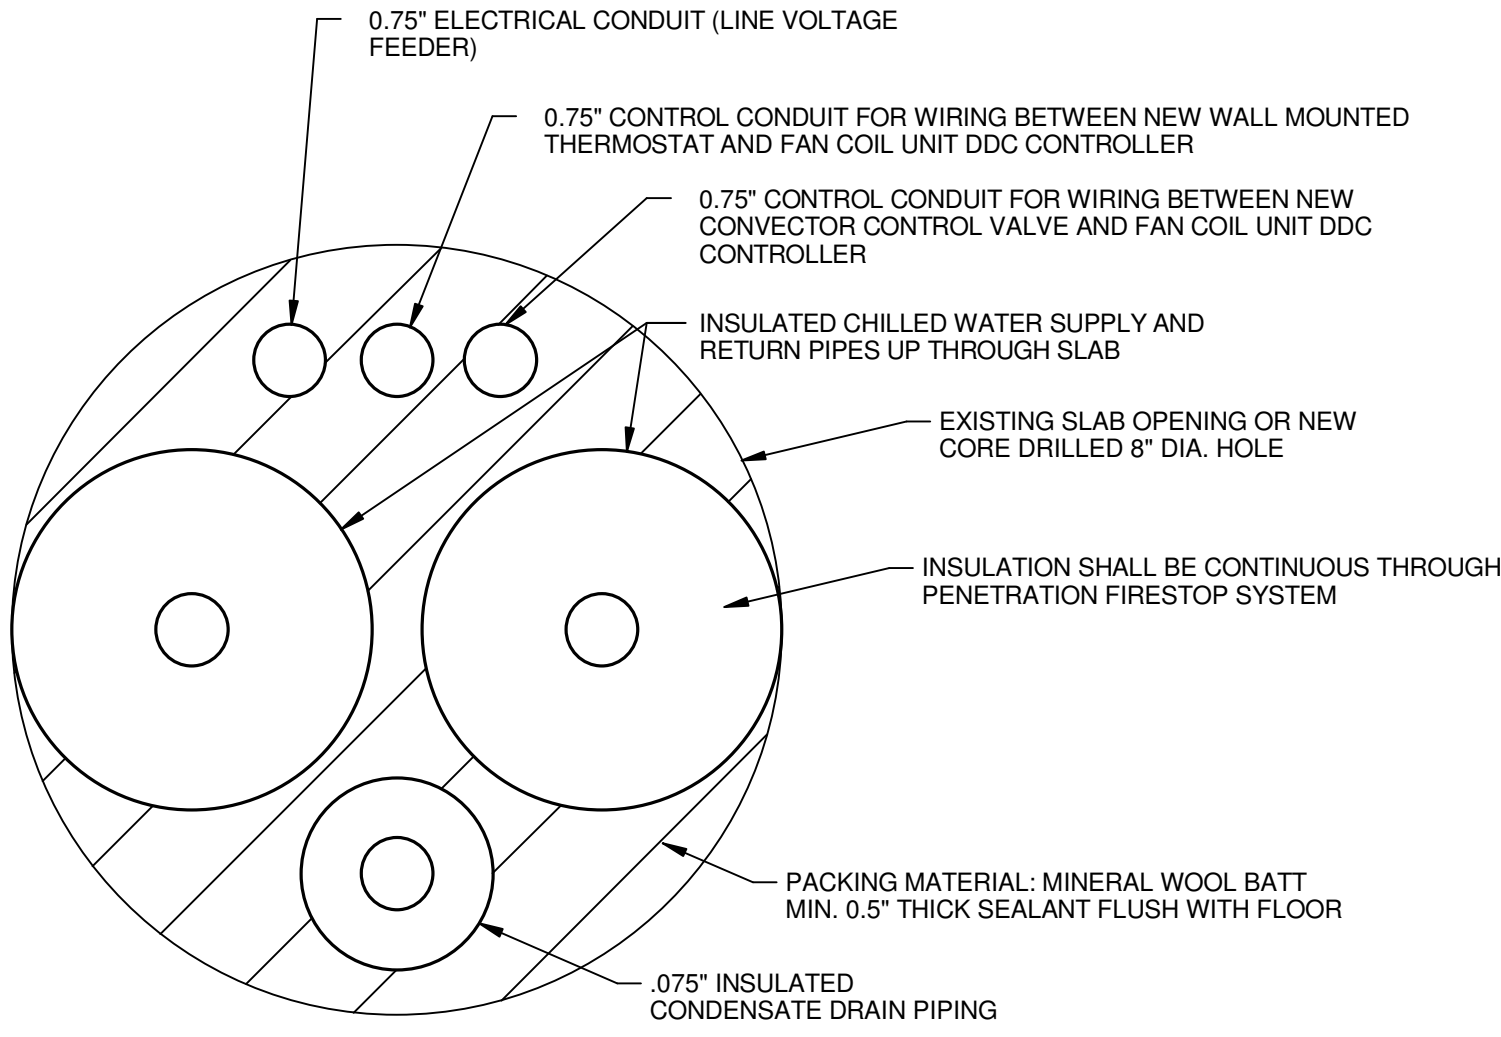 0.75" ELECTRICAL CONDUIT (LINE VOLTAGE
FEEDER)
0.75" CONTROL CONDUIT FOR WIRING BETWEEN NEW WALL MOUNTED
THERMOSTAT AND FAN COIL UNIT DDC CONTROLLER
0.75" CONTROL CONDUIT FOR WIRING BETWEEN NEW
CONVECTOR CONTROL VALVE AND FAN COIL UNIT DDC
CONTROLLER
INSULATED CHILLED WATER SUPPLY AND
RETURN PIPES UP THROUGH SLAB
EXISTING SLAB OPENING OR NEW
CORE DRILLED 8" DIA. HOLE
INSULATION SHALL BE CONTINUOUS THROUGH
PENETRATION FIRESTOP SYSTEM
PACKING MATERIAL: MINERAL WOOL BATT
MIN. 0.5" THICK SEALANT FLUSH WITH FLOOR
.075" INSULATED
CONDENSATE DRAIN PIPING